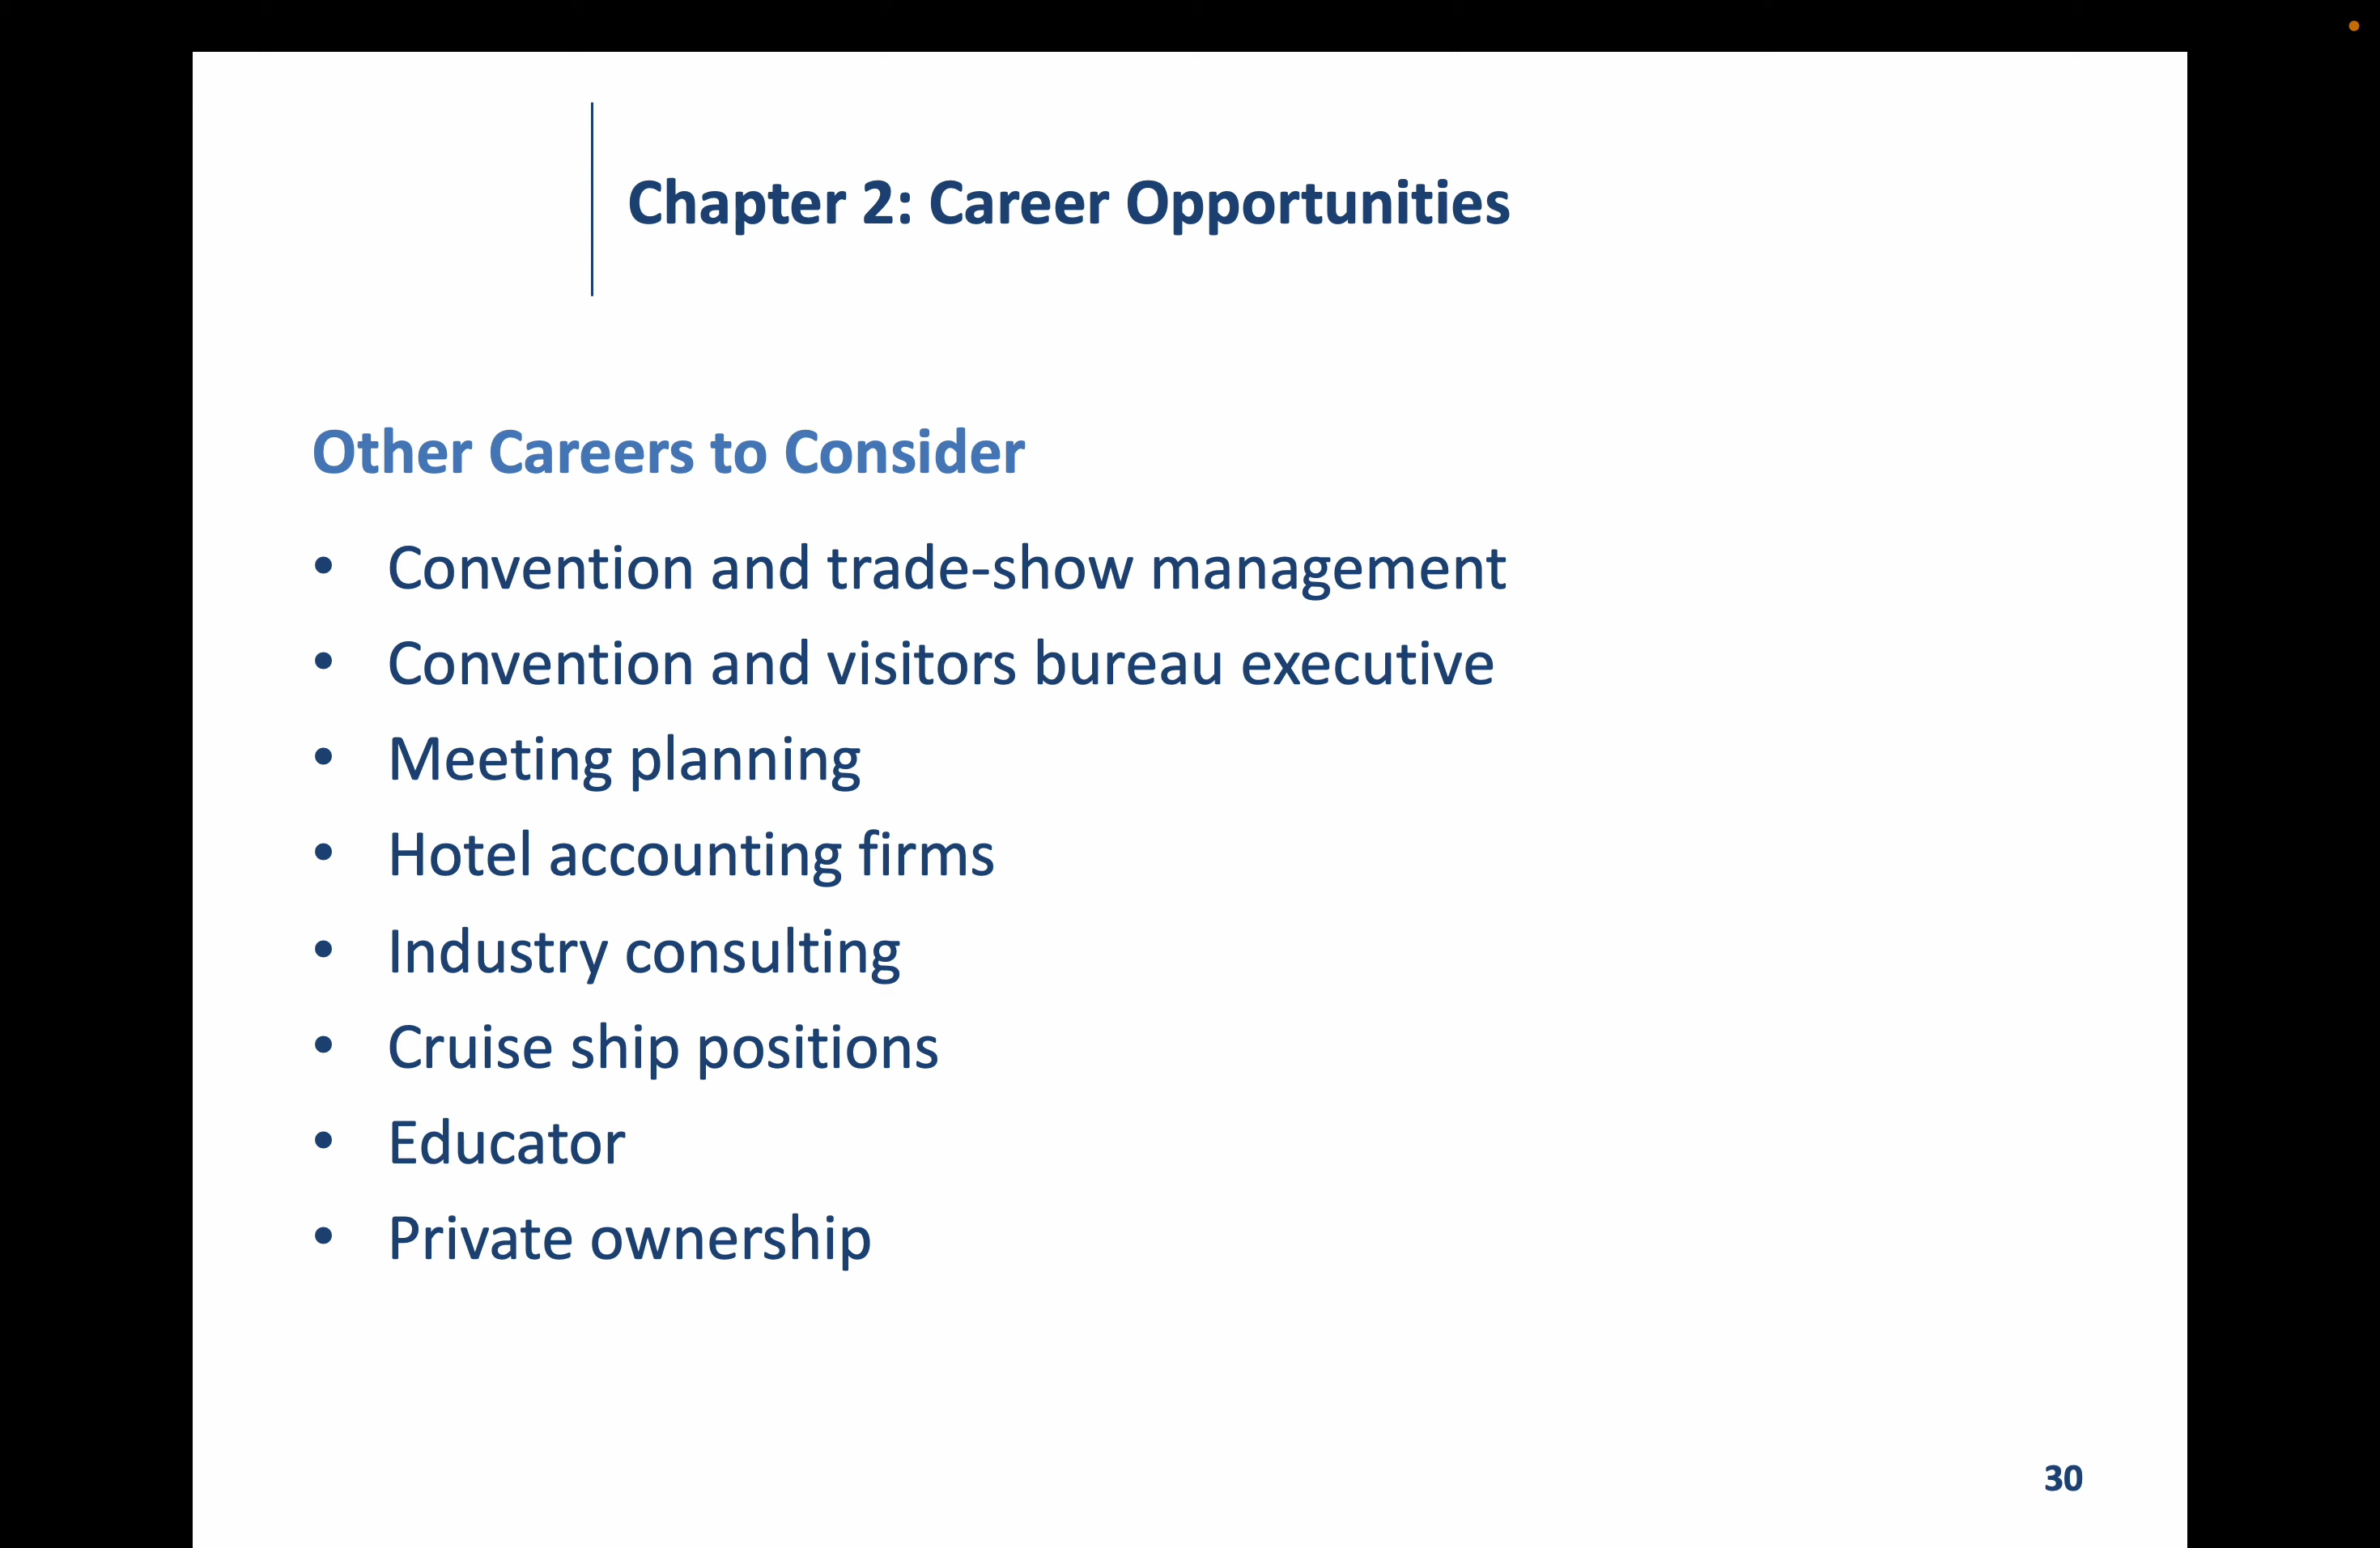 Chapter 2: Career Opportunities
Other Careers to Consider
• Convention and trade-show management
• Convention and visitors bureau executive
• Meeting planning
• Hotel accounting firms
• Industry consulting
• Cruise ship positions
• Educator
• Private ownership
30